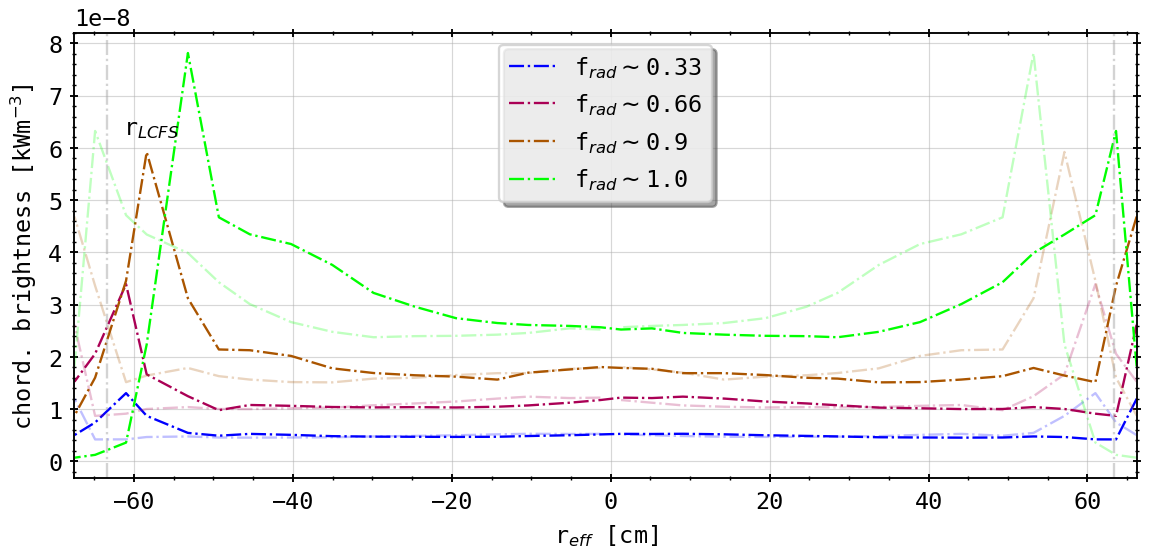 1e−8
chord. brightness [kWm⁻³]
8
7
6
5
4
3
2
1
0
r_LCFS
f_rad ~ 0.33
f_rad ~ 0.66
f_rad ~ 0.9
f_rad ~ 1.0
−60 −40 −20 0 20 40 60
r_eff [cm]